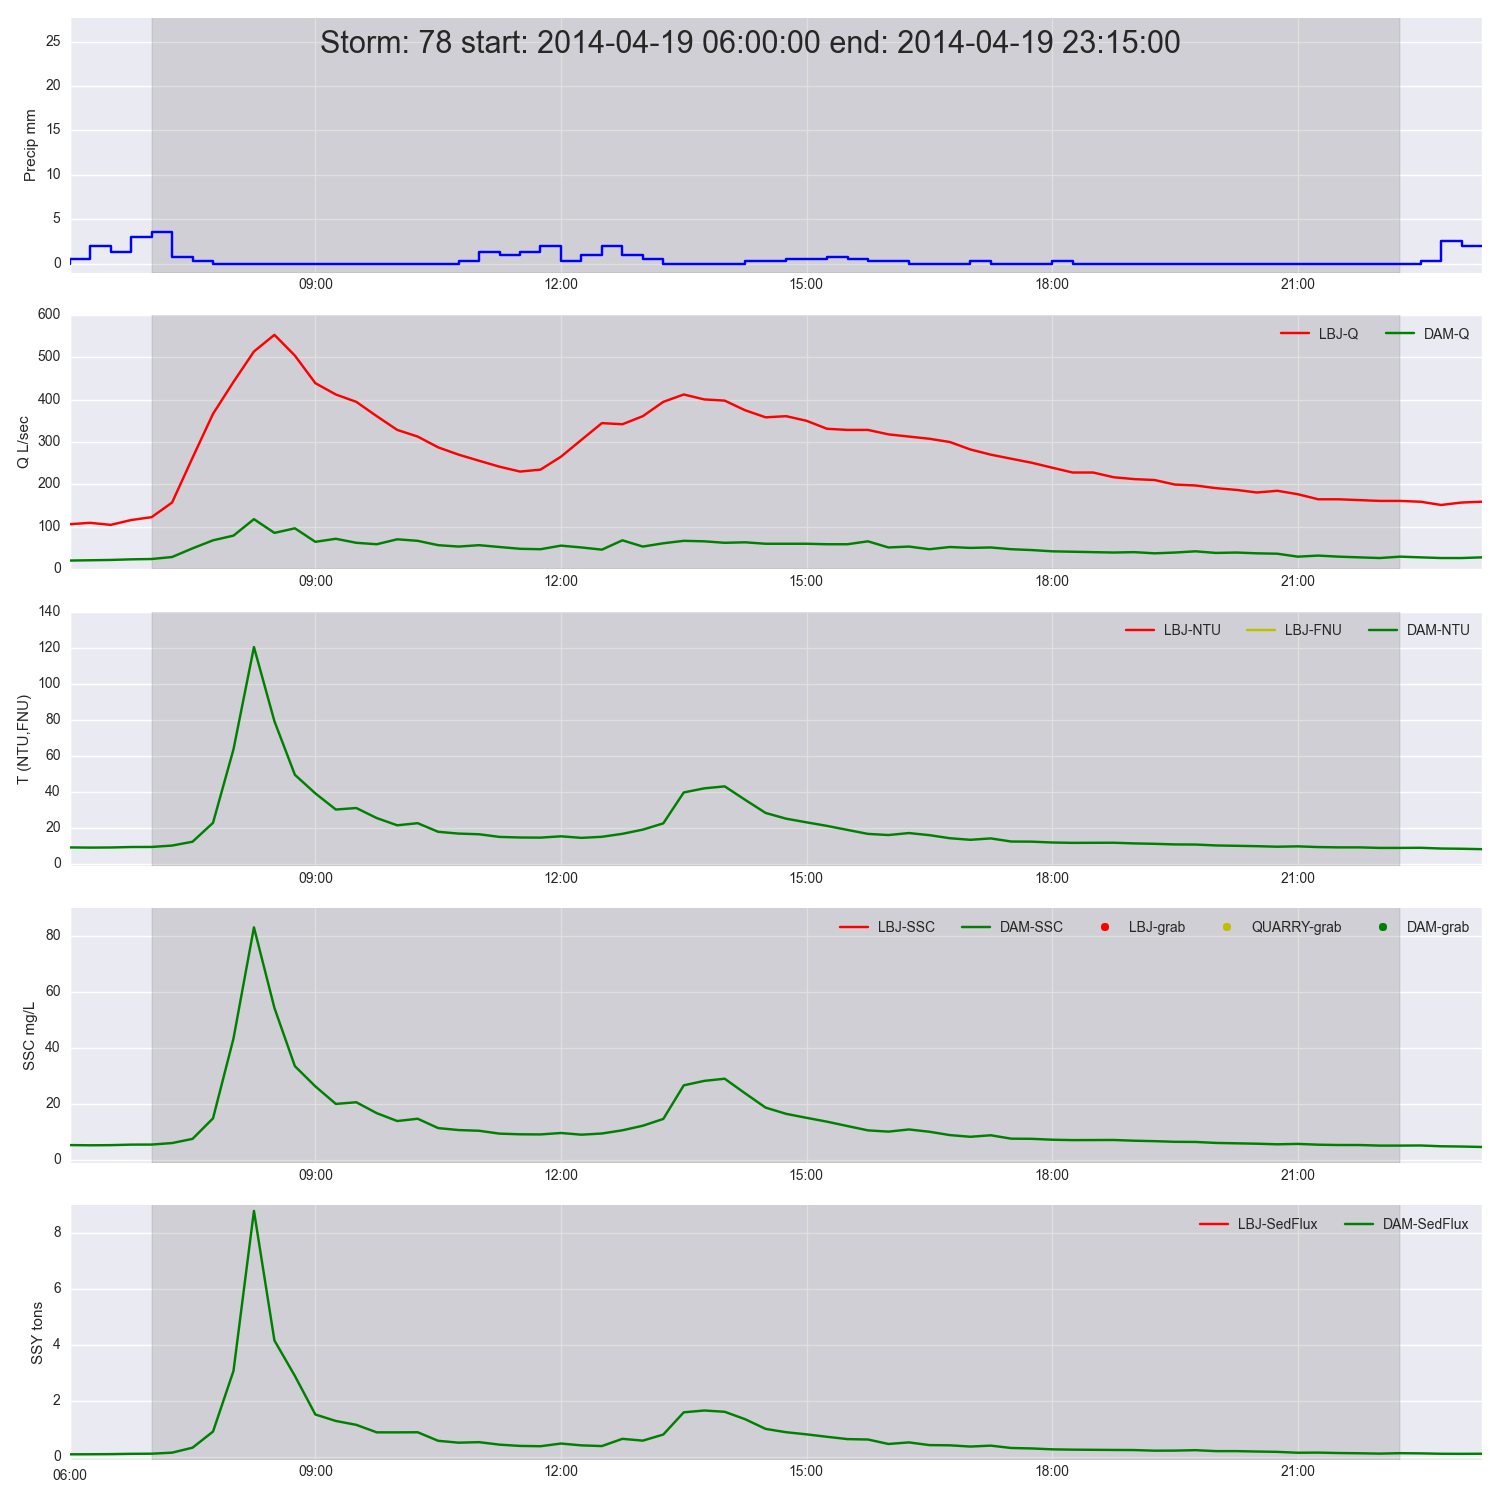 Storm: 78 start: 2014-04-19 06:00:00 end: 2014-04-19 23:15:00
Precip mm
25
20
15
10
5
0
09:00 12:00 15:00 18:00 21:00
LBJ-Q DAM-Q
Q L/sec
600
500
400
300
200
100
0
09:00 12:00 15:00 18:00 21:00
LBJ-NTU LBJ-FNU DAM-NTU
T (NTU,FNU)
140
120
100
80
60
40
20
0
09:00 12:00 15:00 18:00 21:00
LBJ-SSC DAM-SSC LBJ-grab QUARRY-grab DAM-grab
SSC mg/L
80
60
40
20
0
09:00 12:00 15:00 18:00 21:00
LBJ-SedFlux DAM-SedFlux
SSY tons
8
6
4
2
0
06:00 09:00 12:00 15:00 18:00 21:00